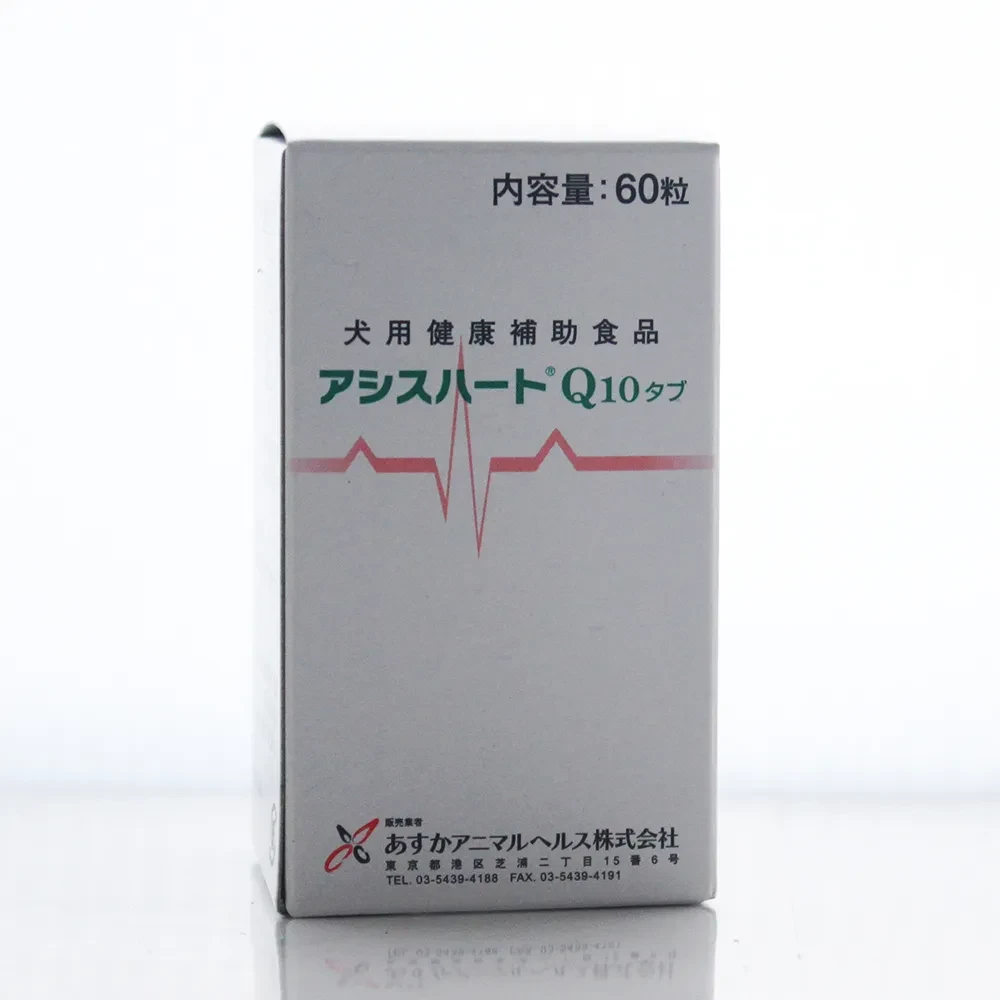 内容量：60粒
犬用健康補助食品
アシスハート® Q10タブ
販売業者
あすかアニマルヘルス株式会社
東京都港区芝浦二丁目15番6号
TEL. 03-5439-4188 FAX. 03-5439-4191